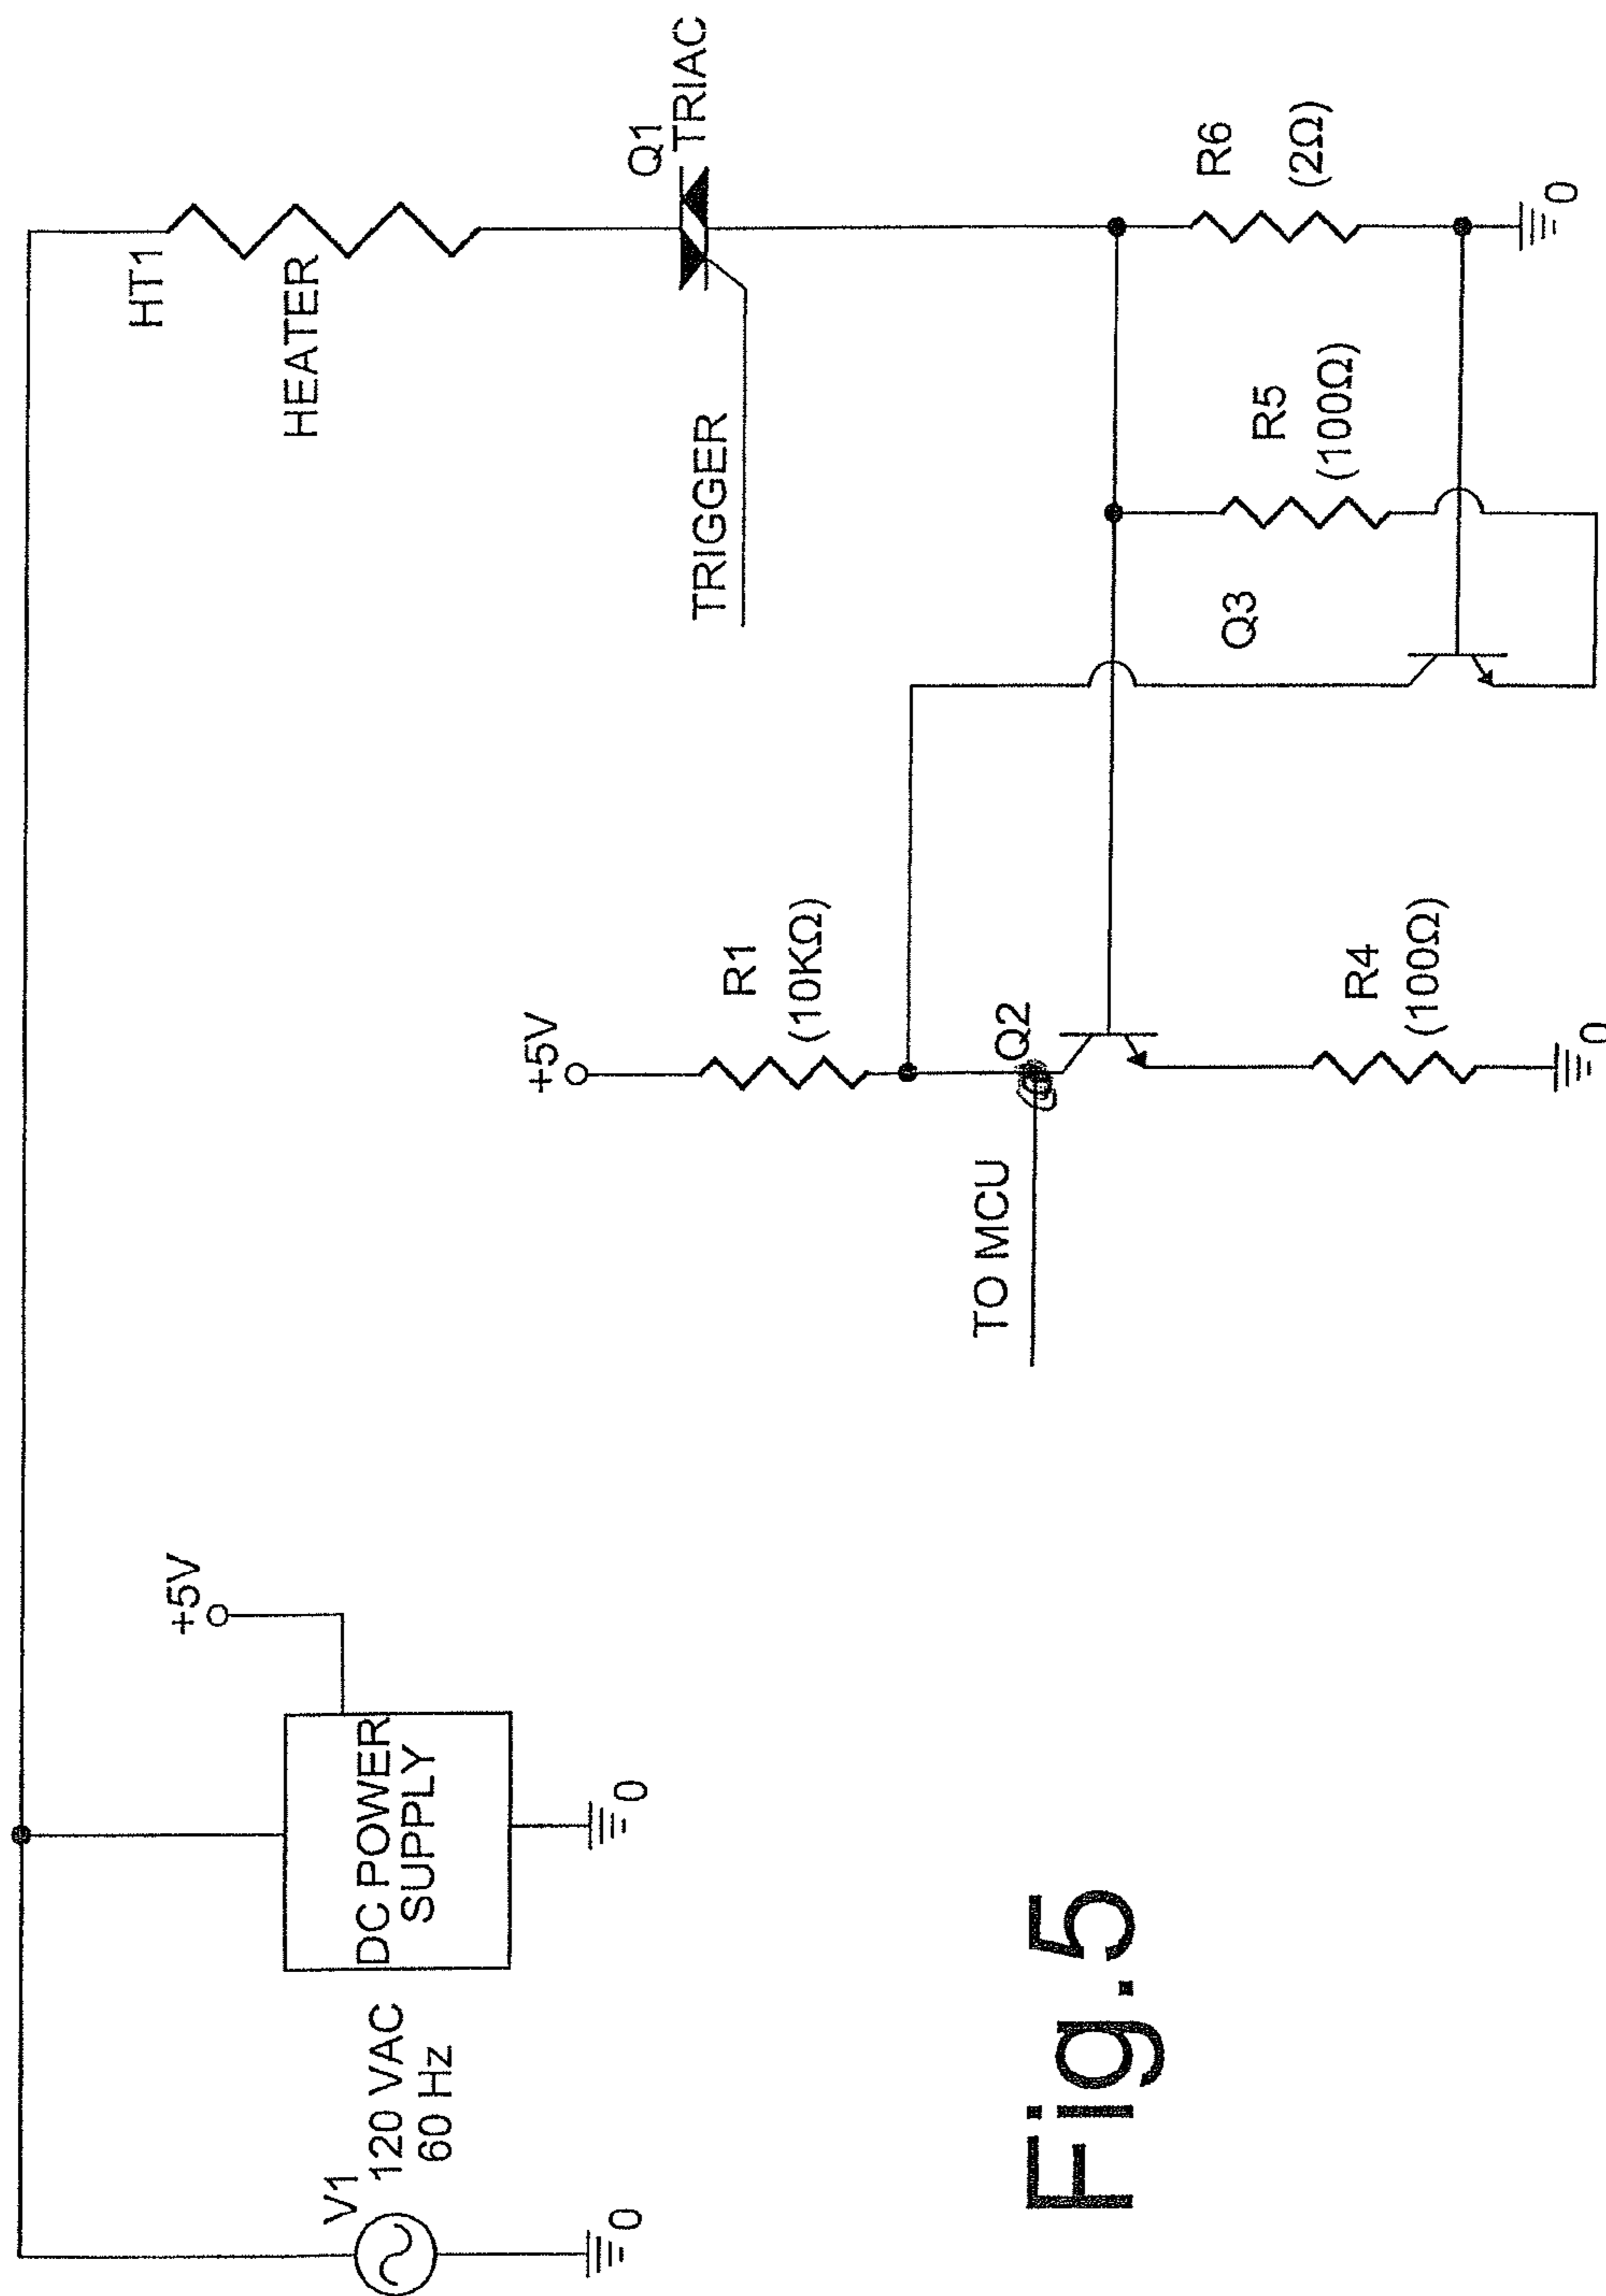 V1
120 VAC
60 Hz
0
DC POWER
SUPPLY
+5V
0
HT1
HEATER
Q1
TRIAC
TRIGGER
+5V
R1
(10KΩ)
Q2
TO MCU
R4
(100Ω)
0
Q3
R5
(100Ω)
R6
(2Ω)
0
Fig.5